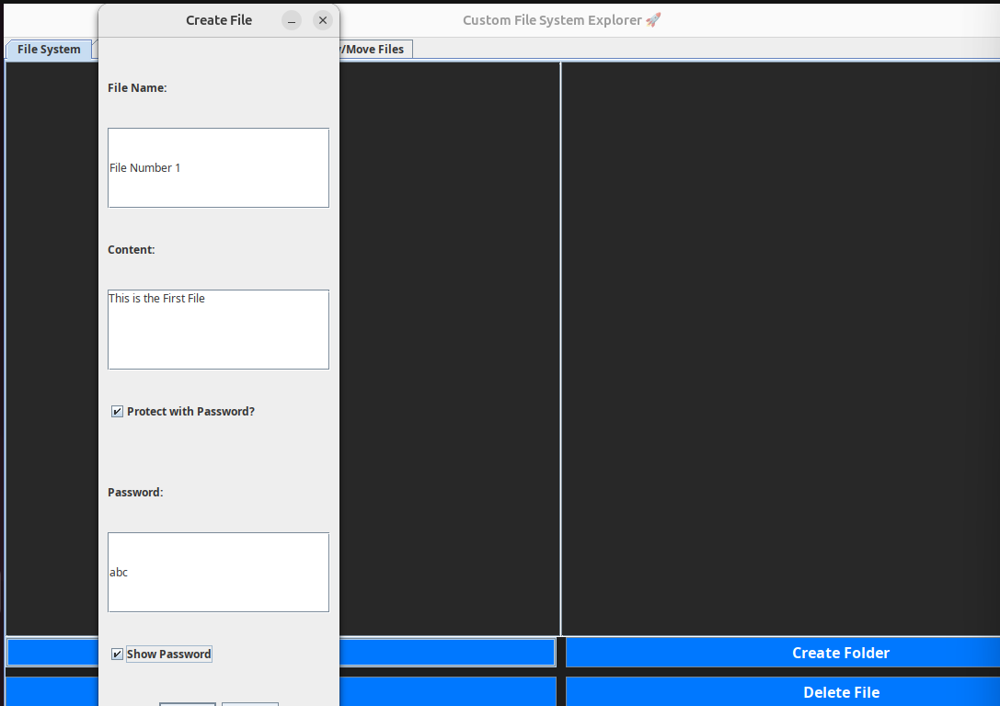 Create File
Custom File System Explorer 🚀
File System
/Move Files
File Name:
File Number 1
Content:
This is the First File
Protect with Password?
Password:
abc
Show Password
Create Folder
Delete File